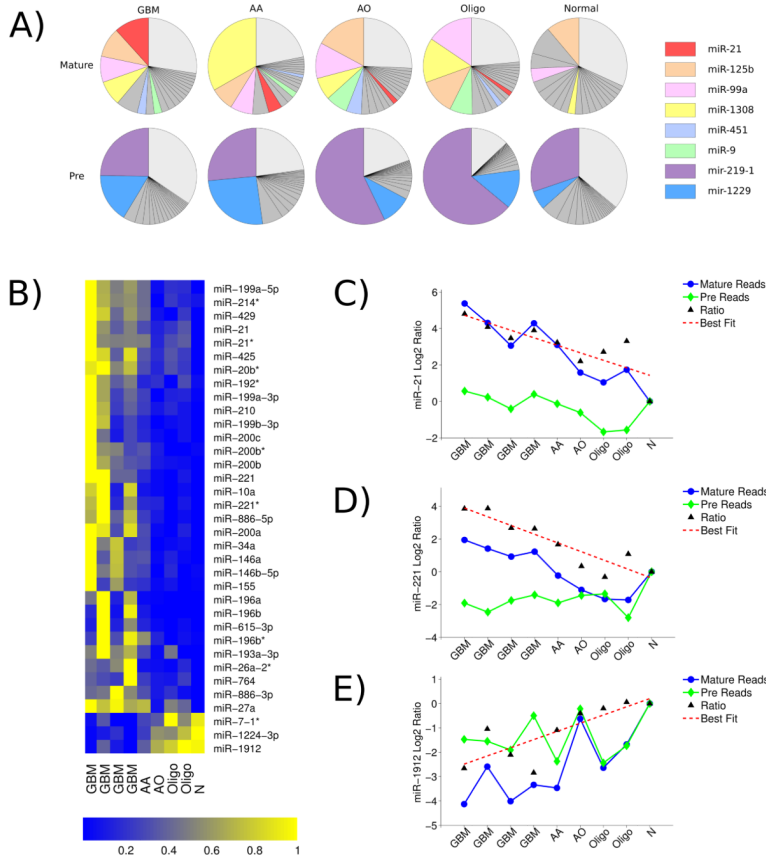 A)
GBM AA AO Oligo Normal
Mature
Pre
miR-21
miR-125b
miR-99a
miR-1308
miR-451
miR-9
mir-219-1
mir-1229
B)
miR−199a−5p
miR−214*
miR−429
miR−21
miR−21*
miR−425
miR−20b*
miR−192*
miR−199a−3p
miR−210
miR−199b−3p
miR−200c
miR−200b*
miR−200b
miR−221
miR−10a
miR−221*
miR−886−5p
miR−200a
miR−34a
miR−146a
miR−146b−5p
miR−155
miR−196a
miR−196b
miR−615−3p
miR−196b*
miR−193a−3p
miR−26a−2*
miR−764
miR−886−3p
miR−27a
miR−7−1*
miR−1224−3p
miR−1912
GBM GBM GBM GBM AA AO Oligo Oligo N
0.2 0.4 0.6 0.8 1
C)
miR−21 Log2 Ratio
6
4
2
0
−2
GBM GBM GBM GBM AA AO Oligo Oligo N
Mature Reads
Pre Reads
Ratio
Best Fit
D)
miR−221 Log2 Ratio
4
2
0
−2
−4
GBM GBM GBM GBM AA AO Oligo Oligo N
Mature Reads
Pre Reads
Ratio
Best Fit
E)
miR−1912 Log2 Ratio
1
0
−1
−2
−3
−4
−5
GBM GBM GBM GBM AA AO Oligo Oligo N
Mature Reads
Pre Reads
Ratio
Best Fit